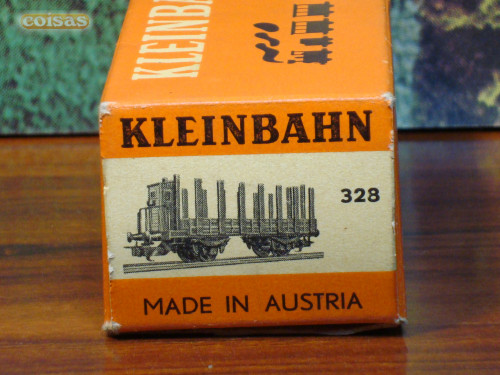 coisas
KLEINBA
KLEINBAHN
328
MADE IN AUSTRIA